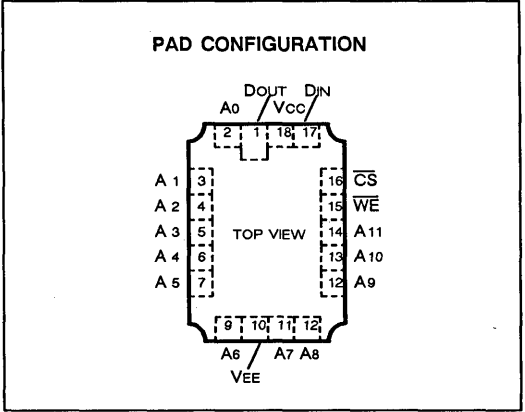 PAD CONFIGURATION
DOUT DIN
A0 VCC
2 1 18 17
A 1 3 16 CS
A 2 4 15 WE
A 3 5 TOP VIEW 14 A 11
A 4 6 13 A 10
A 5 7 12 A9
9 10 11 12
A6 A7 A8
VEE